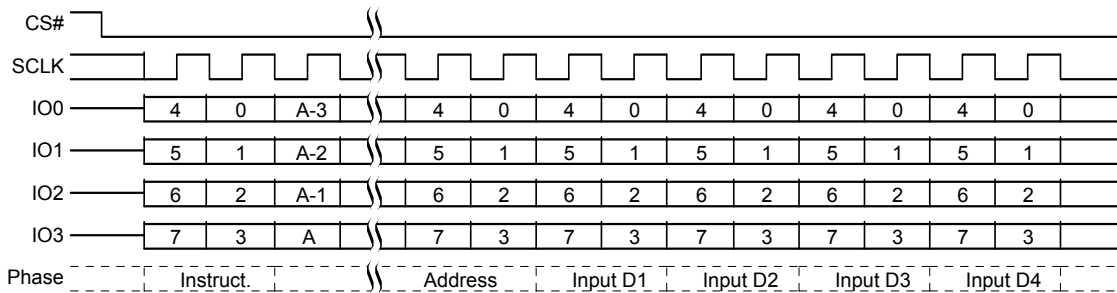 CS#
SCLK
IO0 4 0 A-3 4 0 4 0 4 0 4 0 4 0
IO1 5 1 A-2 5 1 5 1 5 1 5 1 5 1
IO2 6 2 A-1 6 2 6 2 6 2 6 2 6 2
IO3 7 3 A 7 3 7 3 7 3 7 3 7 3
Phase Instruct. Address Input D1 Input D2 Input D3 Input D4